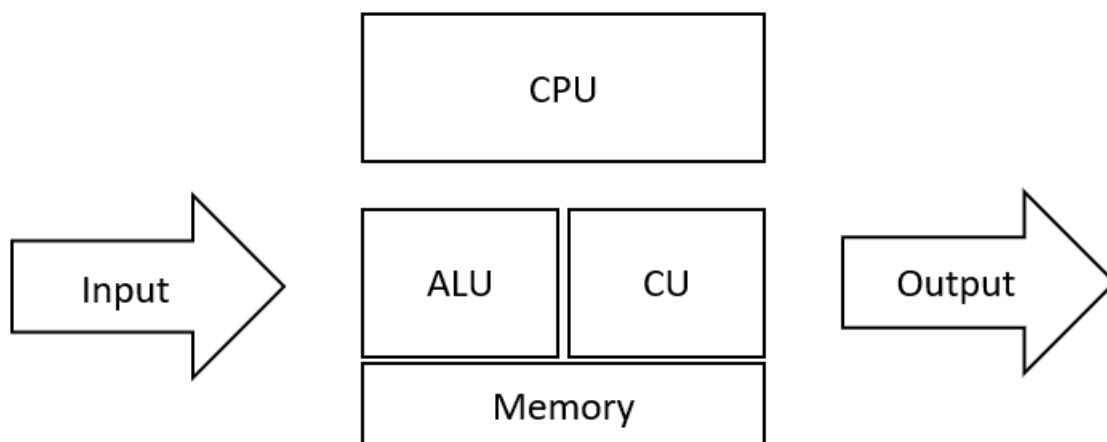 CPU
Input
ALU
CU
Output
Memory